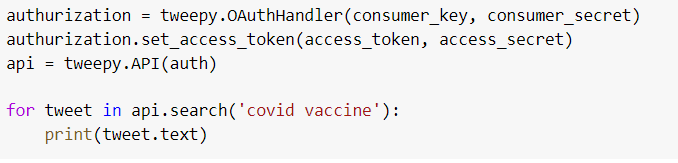 authurization = tweepy.OAuthHandler(consumer_key, consumer_secret)
authurization.set_access_token(access_token, access_secret)
api = tweepy.API(auth)
for tweet in api.search('covid vaccine'):
    print(tweet.text)